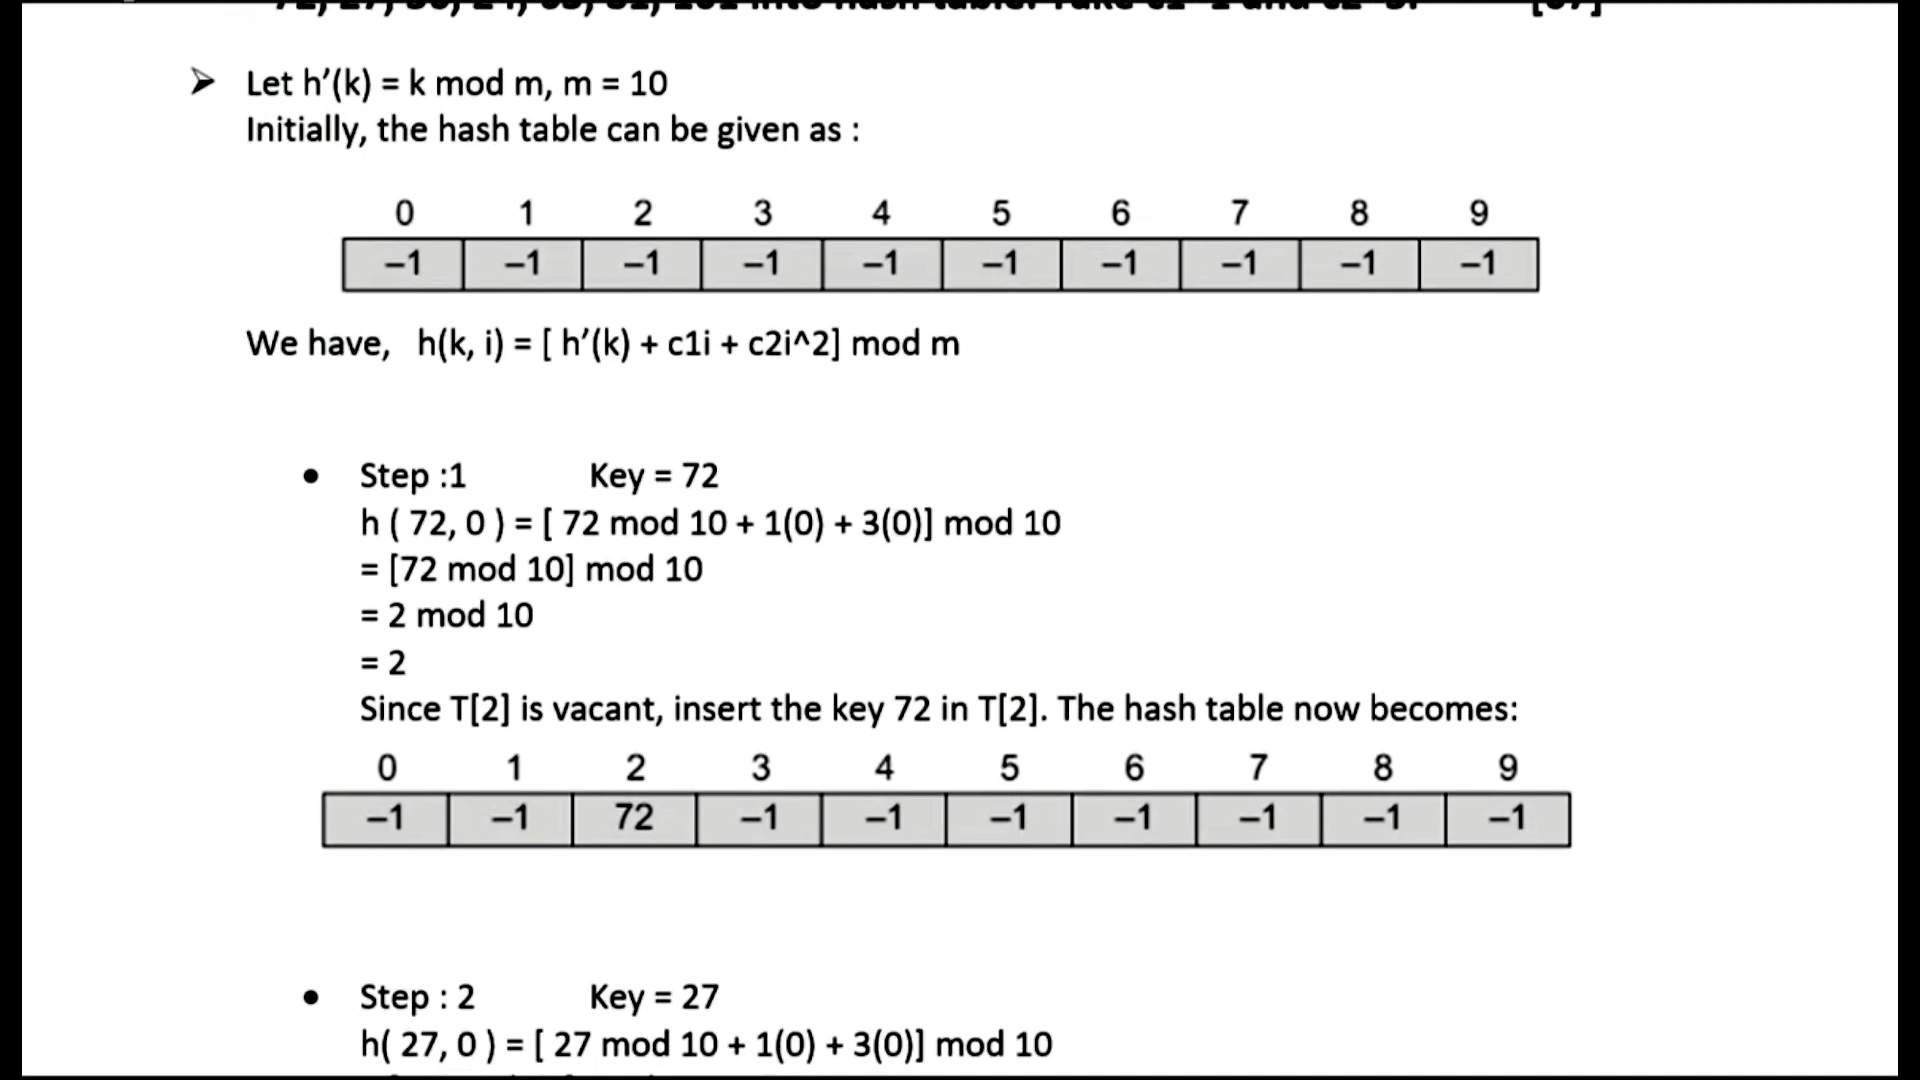 ➢ Let h′(k) = k mod m, m = 10
Initially, the hash table can be given as :
0 1 2 3 4 5 6 7 8 9
–1 –1 –1 –1 –1 –1 –1 –1 –1 –1
We have, h(k, i) = [ h′(k) + c1i + c2i^2] mod m
• Step :1 Key = 72
h ( 72, 0 ) = [ 72 mod 10 + 1(0) + 3(0)] mod 10
= [72 mod 10] mod 10
= 2 mod 10
= 2
Since T[2] is vacant, insert the key 72 in T[2]. The hash table now becomes:
0 1 2 3 4 5 6 7 8 9
–1 –1 72 –1 –1 –1 –1 –1 –1 –1
• Step : 2 Key = 27
h( 27, 0 ) = [ 27 mod 10 + 1(0) + 3(0)] mod 10